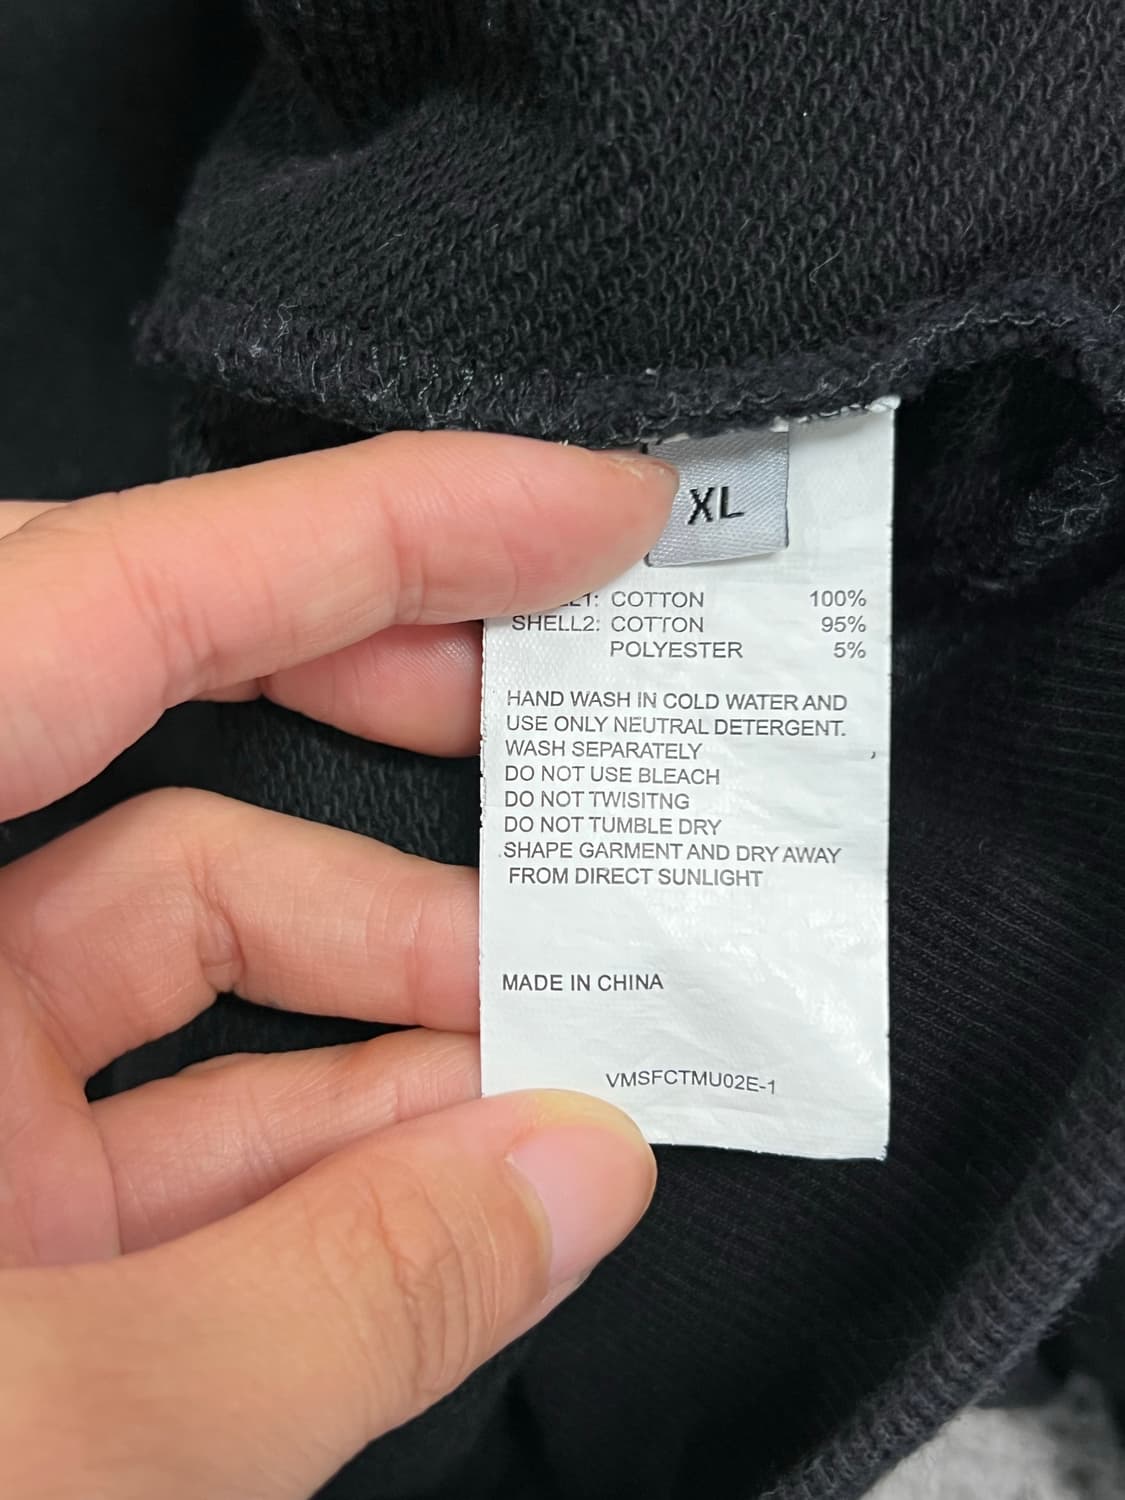 XL
COTTON 100%
SHELL2: COTTON 95%
POLYESTER 5%
HAND WASH IN COLD WATER AND
USE ONLY NEUTRAL DETERGENT.
WASH SEPARATELY
DO NOT USE BLEACH
DO NOT TWISITNG
DO NOT TUMBLE DRY
SHAPE GARMENT AND DRY AWAY
FROM DIRECT SUNLIGHT
MADE IN CHINA
VMSFCTMU02E-1